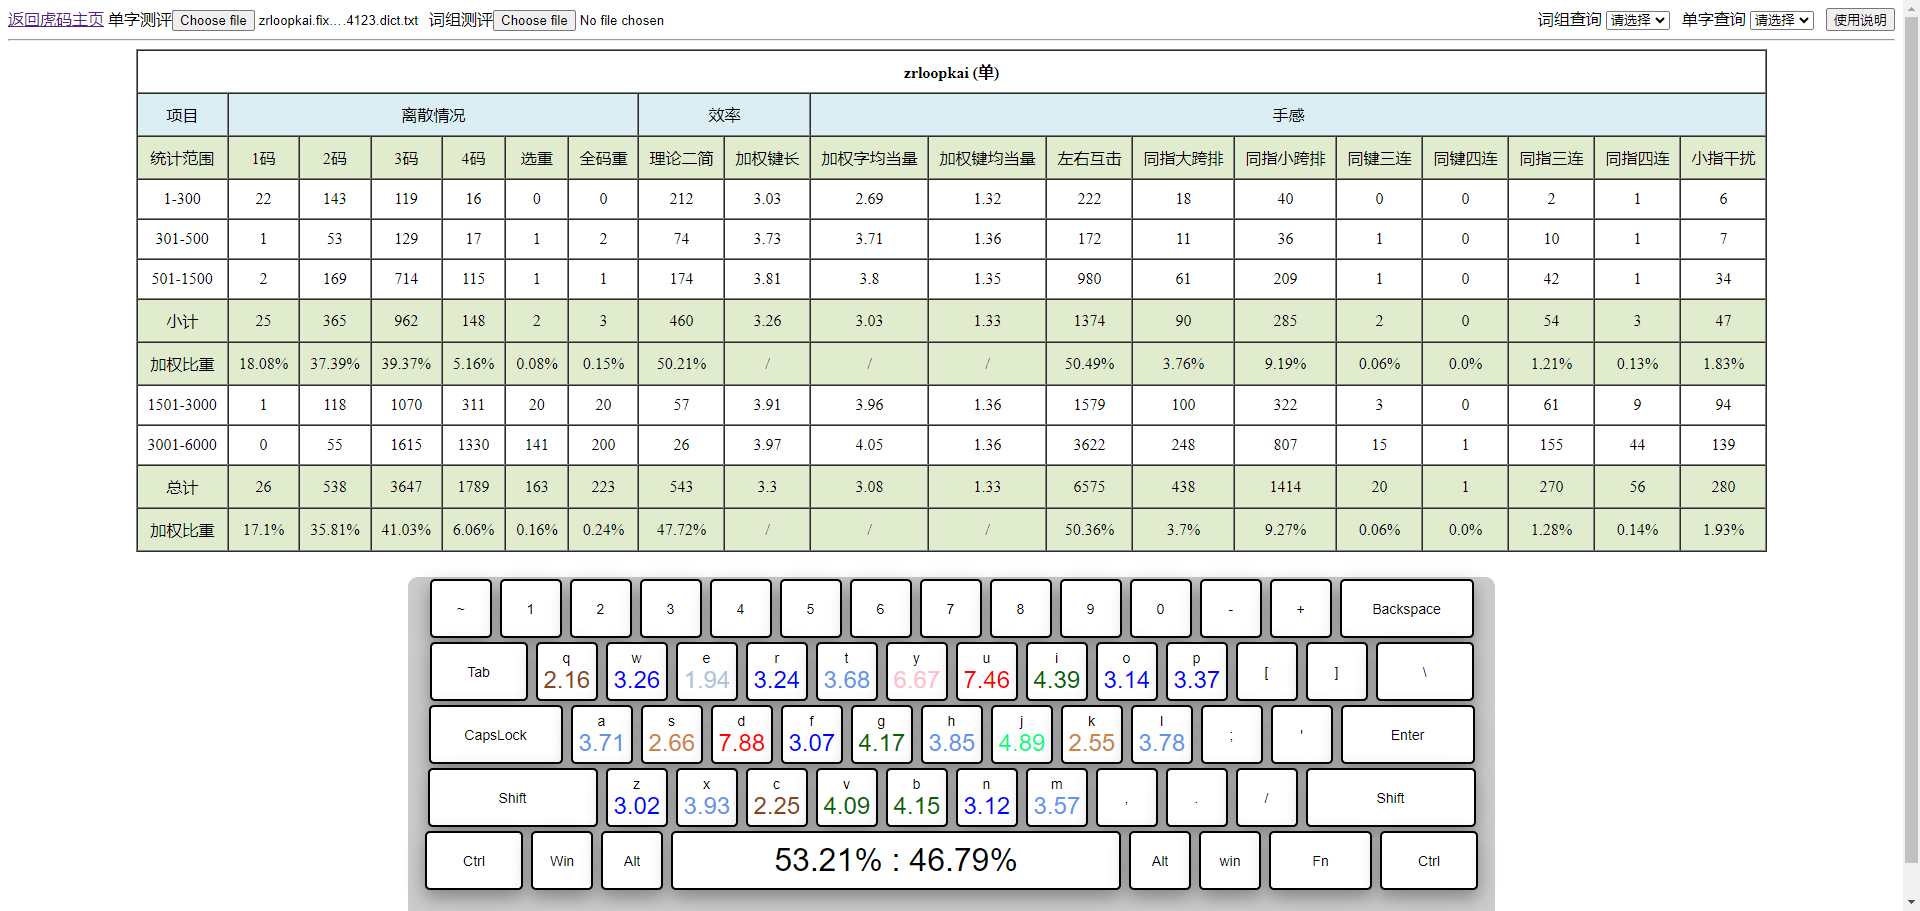 返回虎码主页 单字测评 Choose file zrloopkai.fix....4123.dict.txt 词组测评 Choose file No file chosen 词组查询 请选择 单字查询 请选择 使用说明
zrloopkai (单)
项目 离散情况 效率 手感
统计范围 1码 2码 3码 4码 选重 全码重 理论二简 加权键长 加权字均当量 加权键均当量 左右互击 同指大跨排 同指小跨排 同键三连 同键四连 同指三连 同指四连 小指干扰
1-300 22 143 119 16 0 0 212 3.03 2.69 1.32 222 18 40 0 0 2 1 6
301-500 1 53 129 17 1 2 74 3.73 3.71 1.36 172 11 36 1 0 10 1 7
501-1500 2 169 714 115 1 1 174 3.81 3.8 1.35 980 61 209 1 0 42 1 34
小计 25 365 962 148 2 3 460 3.26 3.03 1.33 1374 90 285 2 0 54 3 47
加权比重 18.08% 37.39% 39.37% 5.16% 0.08% 0.15% 50.21% / / / 50.49% 3.76% 9.19% 0.06% 0.0% 1.21% 0.13% 1.83%
1501-3000 1 118 1070 311 20 20 57 3.91 3.96 1.36 1579 100 322 3 0 61 9 94
3001-6000 0 55 1615 1330 141 200 26 3.97 4.05 1.36 3622 248 807 15 1 155 44 139
总计 26 538 3647 1789 163 223 543 3.3 3.08 1.33 6575 438 1414 20 1 270 56 280
加权比重 17.1% 35.81% 41.03% 6.06% 0.16% 0.24% 47.72% / / / 50.36% 3.7% 9.27% 0.06% 0.0% 1.28% 0.14% 1.93%
~ 1 2 3 4 5 6 7 8 9 0 - + Backspace
q w e r t y u i o p
Tab 2.16 3.26 1.94 3.24 3.68 6.67 7.46 4.39 3.14 3.37 [ ] \
a s d f g h j k l
CapsLock 3.71 2.66 7.88 3.07 4.17 3.85 4.89 2.55 3.78 ; ' Enter
z x c v b n m
Shift 3.02 3.93 2.25 4.09 4.15 3.12 3.57 , . / Shift
Ctrl Win Alt 53.21% : 46.79% Alt win Fn Ctrl